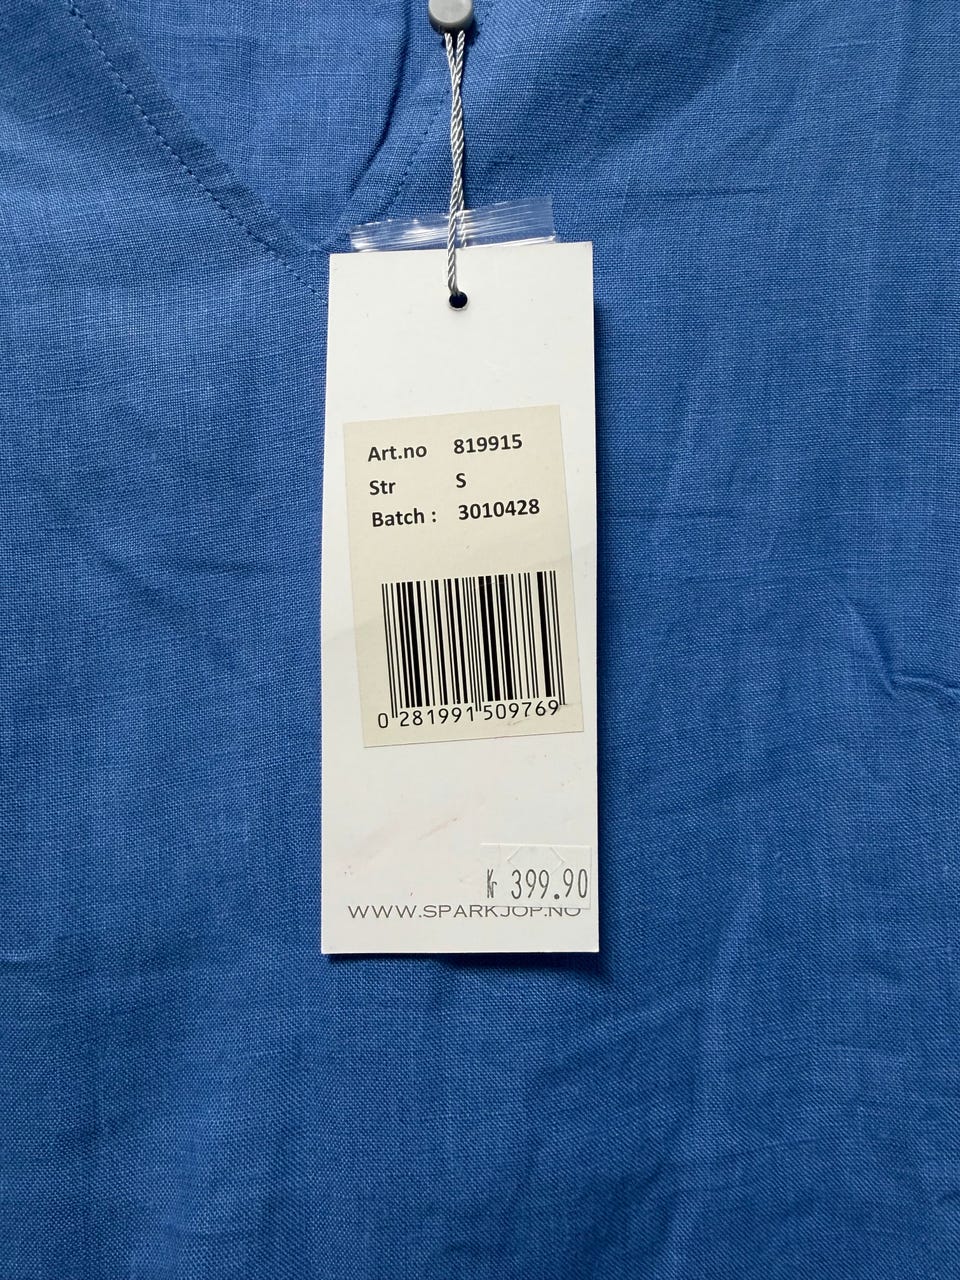 Art.no 819915
Str S
Batch : 3010428
0 281991 509769
Kr 399.90
WWW.SPARKJOP.NO